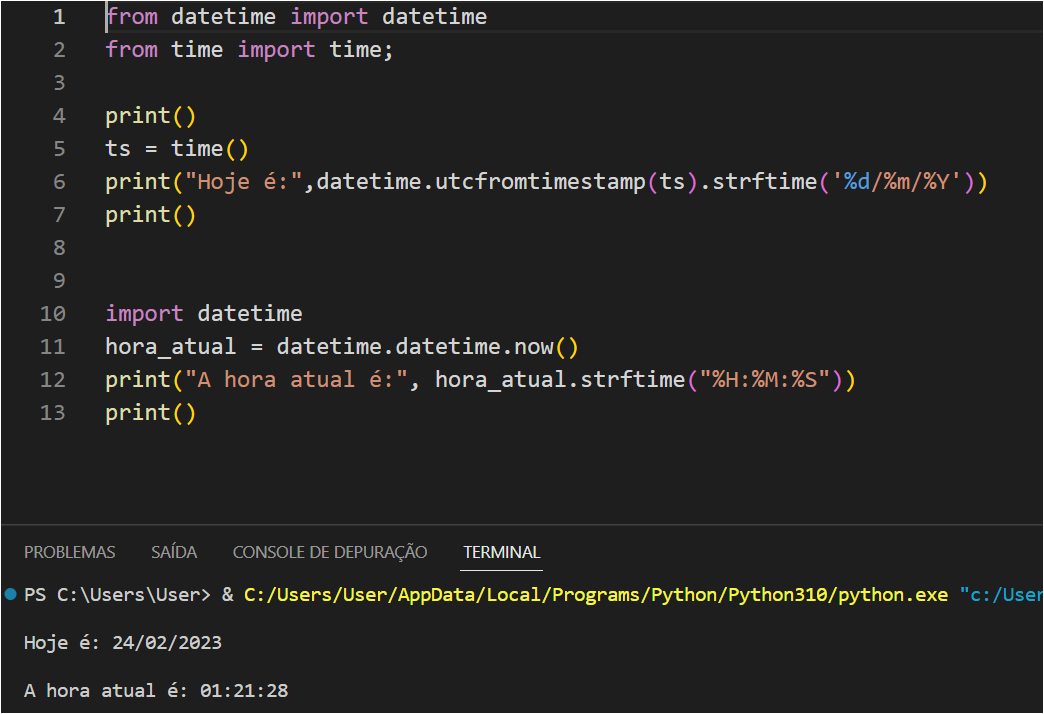 1 from datetime import datetime
2 from time import time;
3
4 print()
5 ts = time()
6 print("Hoje é:",datetime.utcfromtimestamp(ts).strftime('%d/%m/%Y'))
7 print()
8
9
10 import datetime
11 hora_atual = datetime.datetime.now()
12 print("A hora atual é:", hora_atual.strftime("%H:%M:%S"))
13 print()
PROBLEMAS SAÍDA CONSOLE DE DEPURAÇÃO TERMINAL
PS C:\Users\User> & C:/Users/User/AppData/Local/Programs/Python/Python310/python.exe "c:/User
Hoje é: 24/02/2023
A hora atual é: 01:21:28